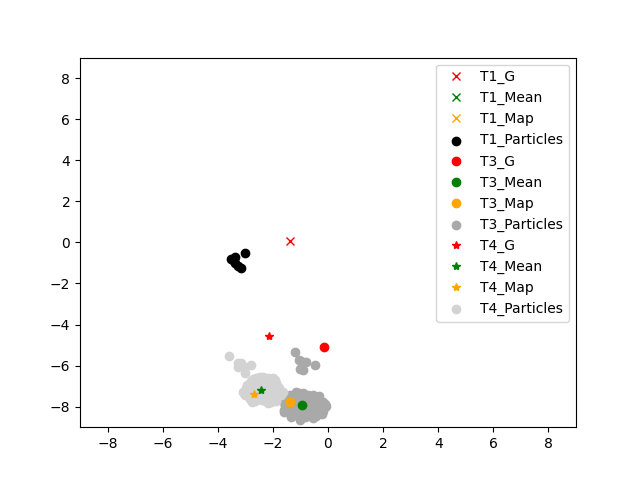 8
6
4
2
0
−2
−4
−6
−8
−8 −6 −4 −2 0 2 4 6 8
T1_G
T1_Mean
T1_Map
T1_Particles
T3_G
T3_Mean
T3_Map
T3_Particles
T4_G
T4_Mean
T4_Map
T4_Particles